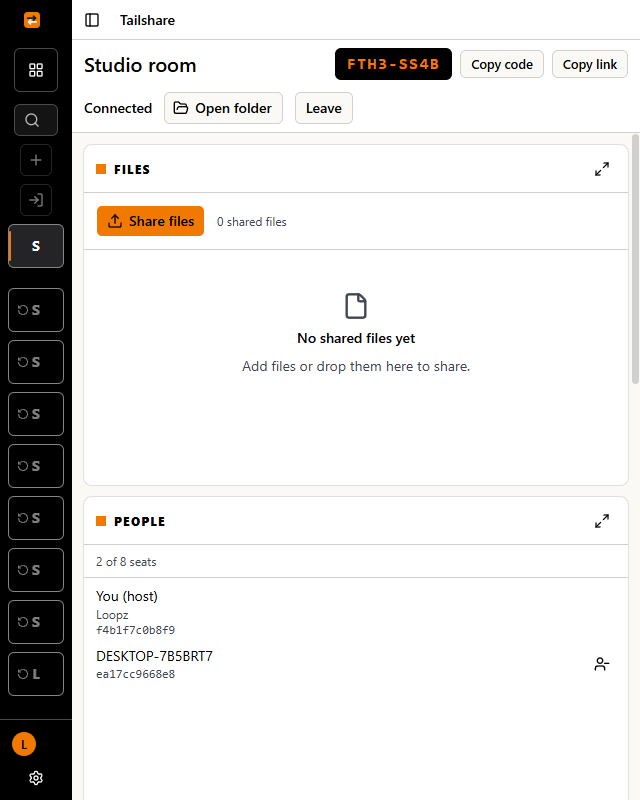 Tailshare
Studio room
FTH3-SS4B
Copy code
Copy link
Connected
Open folder
Leave
FILES
Share files
0 shared files
No shared files yet
Add files or drop them here to share.
PEOPLE
2 of 8 seats
You (host)
Loopz
f4b1f7c0b8f9
DESKTOP-7B5BRT7
ea17cc9668e8
S
S
S
S
S
S
S
S
L
L